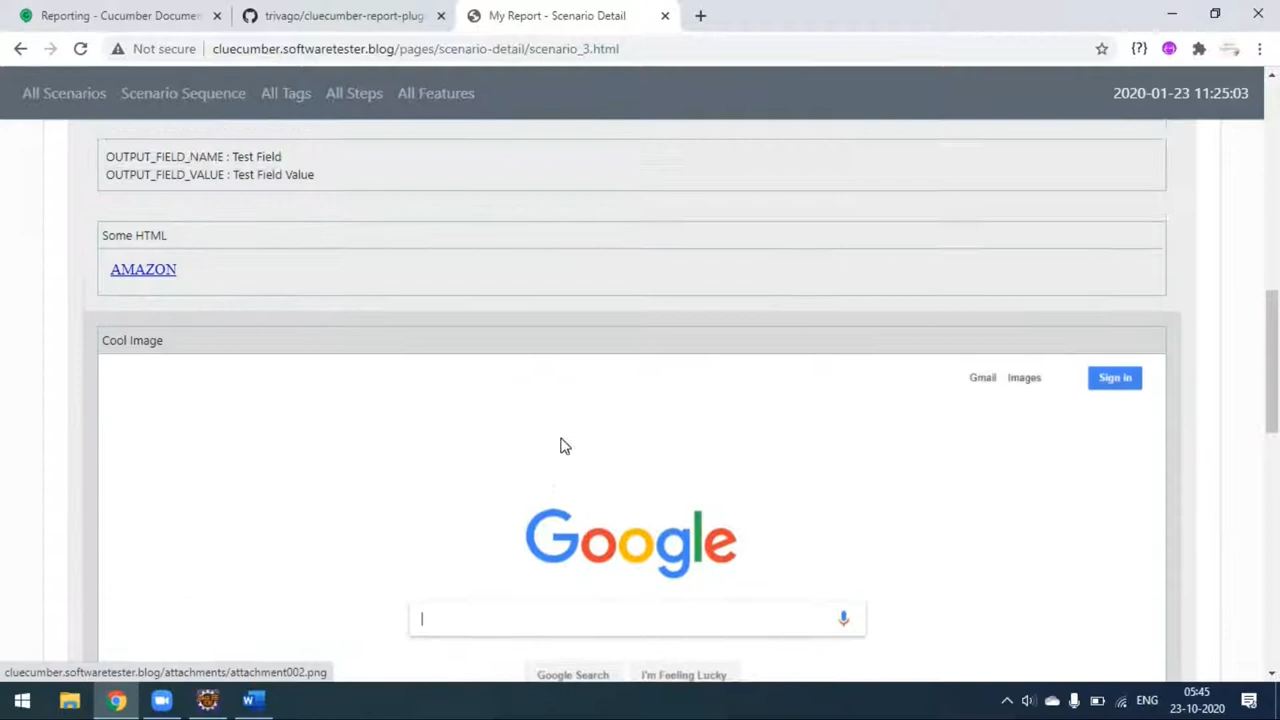 Reporting - Cucumber Docume
trivago/cluecumber-report-plug
My Report - Scenario Detail
Not secure
cluecumber.softwaretester.blog/pages/scenario-detail/scenario_3.html
{?}
All Scenarios
Scenario Sequence
All Tags
All Steps
All Features
2020-01-23 11:25:03
OUTPUT_FIELD_NAME : Test Field
OUTPUT_FIELD_VALUE : Test Field Value
Some HTML
AMAZON
Cool Image
Gmail
Images
Sign in
Google
Google Search
I'm Feeling Lucky
cluecumber.softwaretester.blog/attachments/attachment002.png
ENG
05:45
23-10-2020